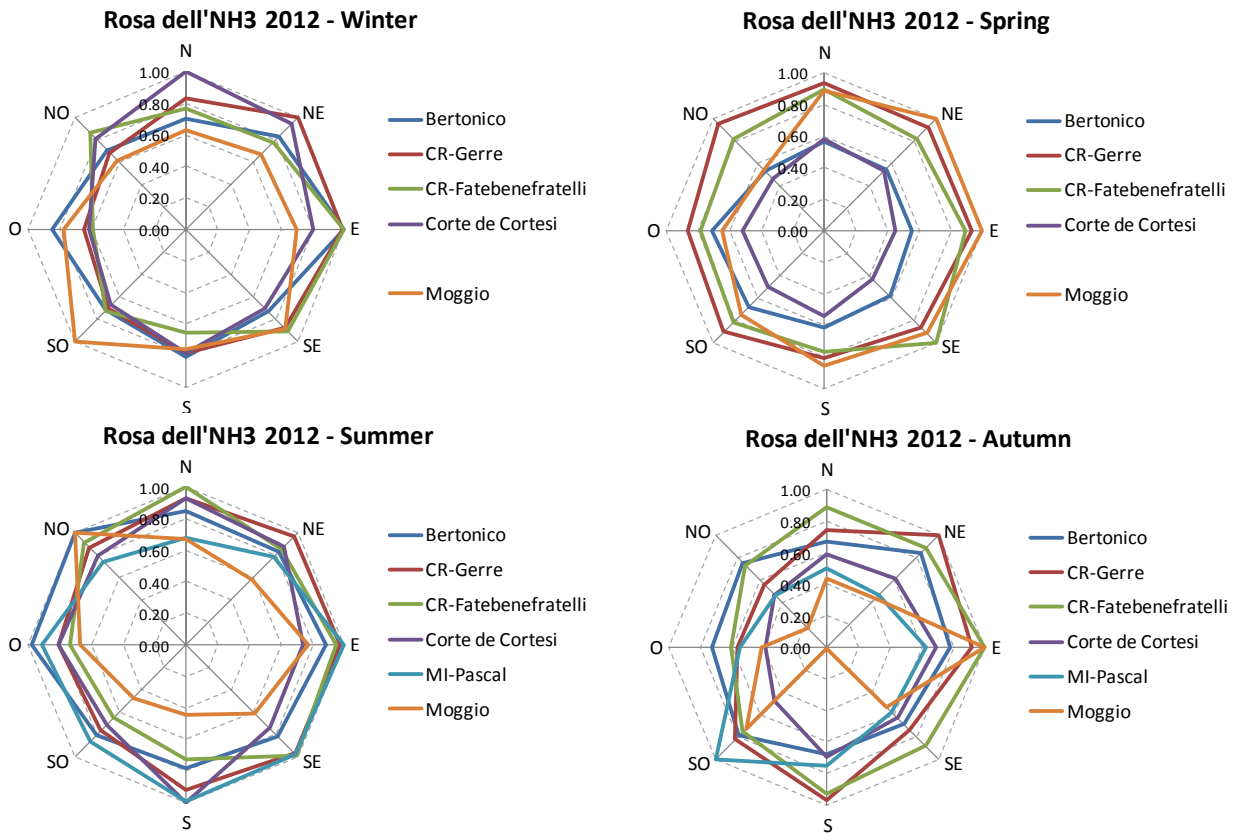 Rosa dell'NH3 2012 - Winter
N
1.00
0.80
0.60
0.40
0.20
0.00
NE
E
SE
S
SO
O
NO
Bertonico
CR-Gerre
CR-Fatebenefratelli
Corte de Cortesi
Moggio
Rosa dell'NH3 2012 - Spring
N
1.00
0.80
0.60
0.40
0.20
0.00
NE
E
SE
S
SO
O
NO
Bertonico
CR-Gerre
CR-Fatebenefratelli
Corte de Cortesi
Moggio
Rosa dell'NH3 2012 - Summer
N
1.00
0.80
0.60
0.40
0.20
0.00
NE
E
SE
S
SO
O
NO
Bertonico
CR-Gerre
CR-Fatebenefratelli
Corte de Cortesi
MI-Pascal
Moggio
Rosa dell'NH3 2012 - Autumn
N
1.00
0.80
0.60
0.40
0.20
0.00
NE
E
SE
S
SO
O
NO
Bertonico
CR-Gerre
CR-Fatebenefratelli
Corte de Cortesi
MI-Pascal
Moggio